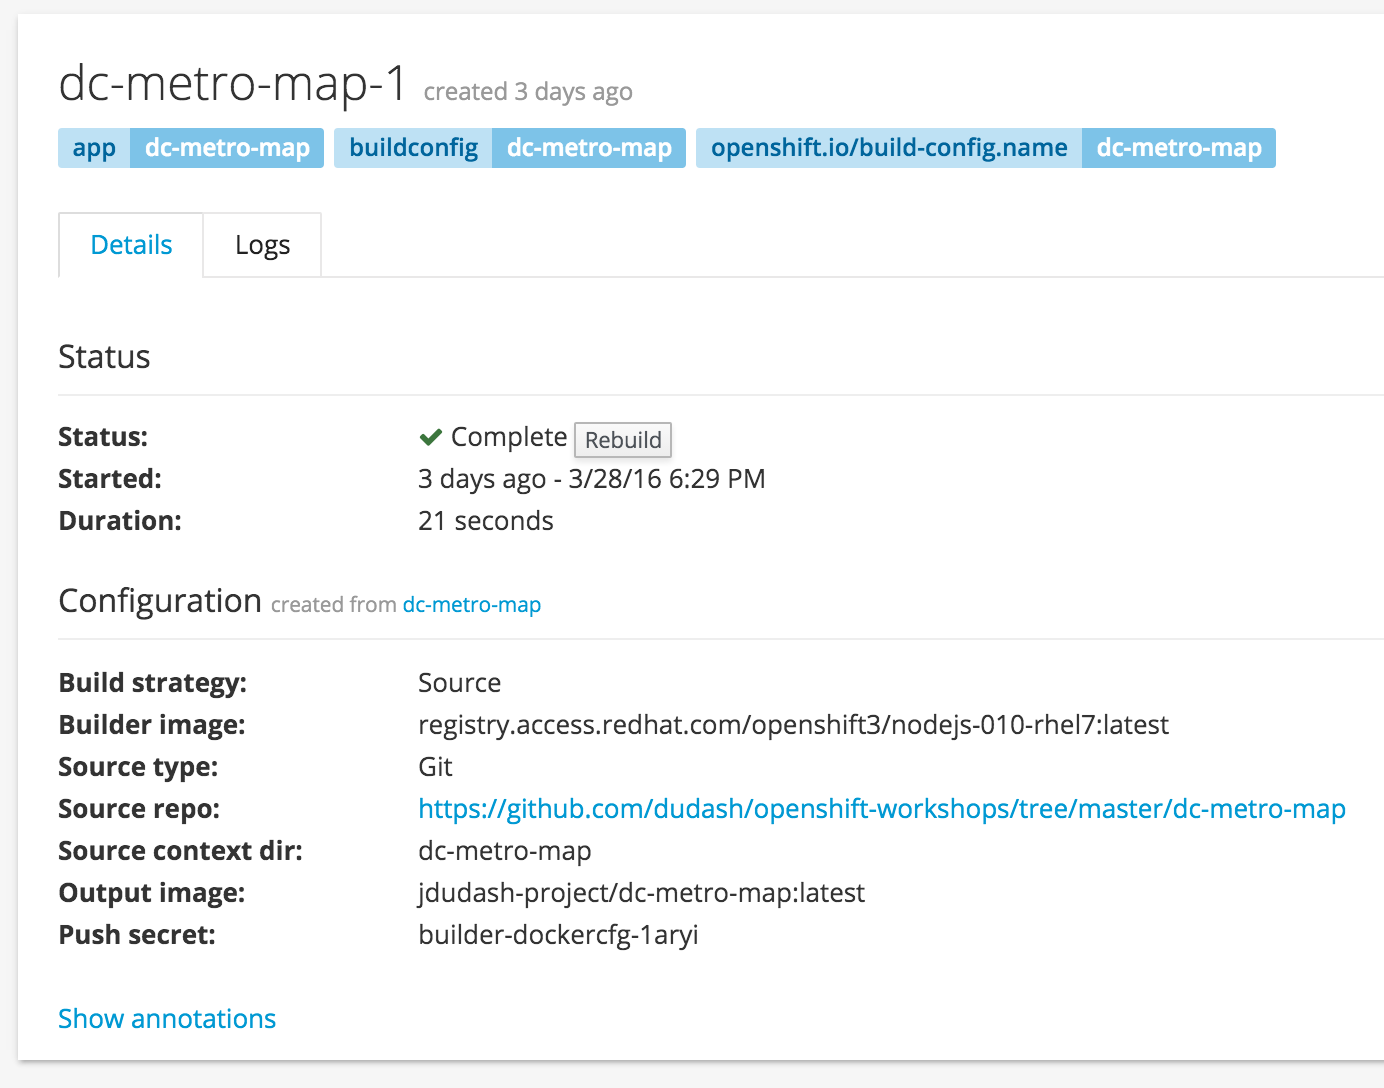 dc-metro-map-1 created 3 days ago
app dc-metro-map buildconfig dc-metro-map openshift.io/build-config.name dc-metro-map
Details Logs
Status
Status: Complete Rebuild
Started: 3 days ago - 3/28/16 6:29 PM
Duration: 21 seconds
Configuration created from dc-metro-map
Build strategy: Source
Builder image: registry.access.redhat.com/openshift3/nodejs-010-rhel7:latest
Source type: Git
Source repo: https://github.com/dudash/openshift-workshops/tree/master/dc-metro-map
Source context dir: dc-metro-map
Output image: jdudash-project/dc-metro-map:latest
Push secret: builder-dockercfg-1aryi
Show annotations